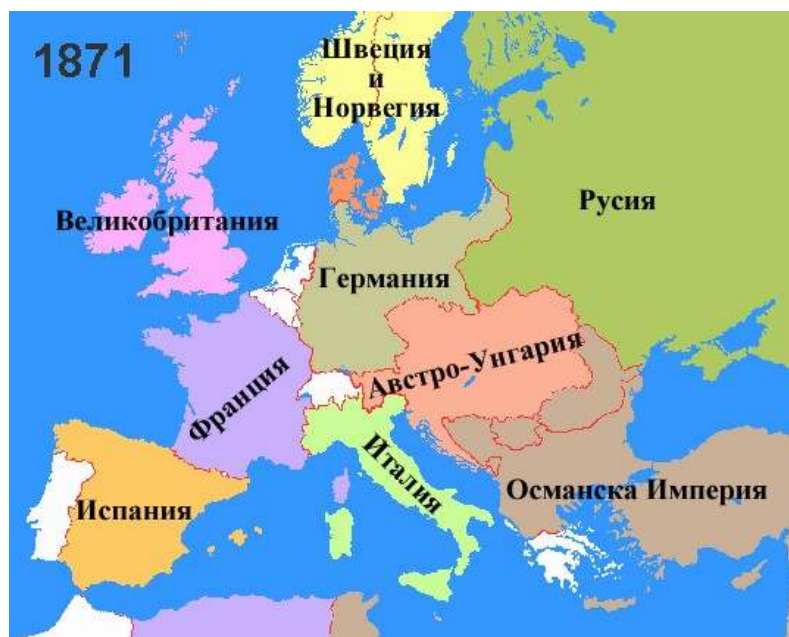 1871
Швеция
и
Норвегия
Великобритания
Русия
Германия
Франция
Австро-Унгария
Италия
Испания
Османска Империя